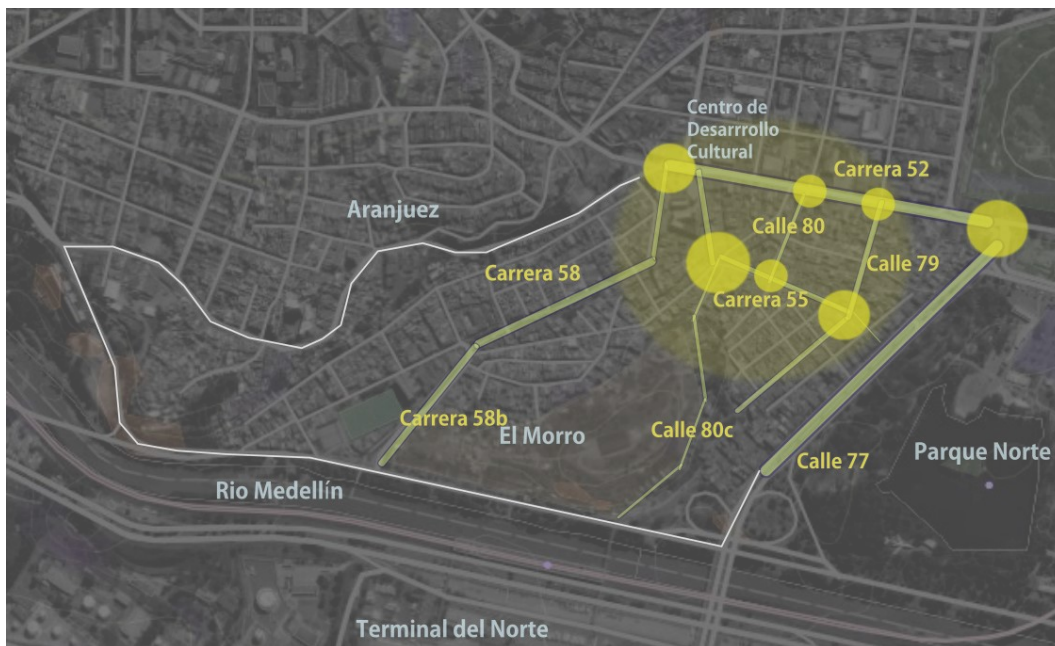 Centro de
Desarrrollo
Cultural
Carrera 52
Aranjuez
Calle 80
Calle 79
Carrera 58
Carrera 55
Carrera 58b
El Morro
Calle 80c
Parque Norte
Calle 77
Rio Medellín
Terminal del Norte